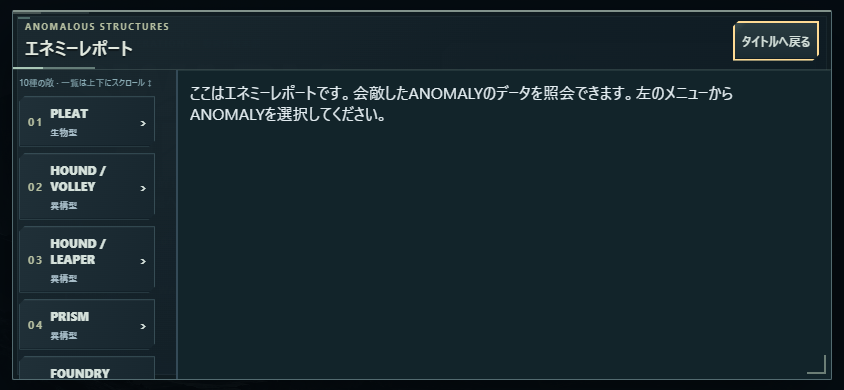 ANOMALOUS STRUCTURES
エネミーレポート
タイトルへ戻る
10種の敵・一覧は上下にスクロール ↕
ここはエネミーレポートです。会敵したANOMALYのデータを照会できます。左のメニューから
ANOMALYを選択してください。
01 PLEAT ›
生物型
02 HOUND /
VOLLEY ›
異構型
03 HOUND /
LEAPER ›
異構型
04 PRISM ›
異構型
FOUNDRY